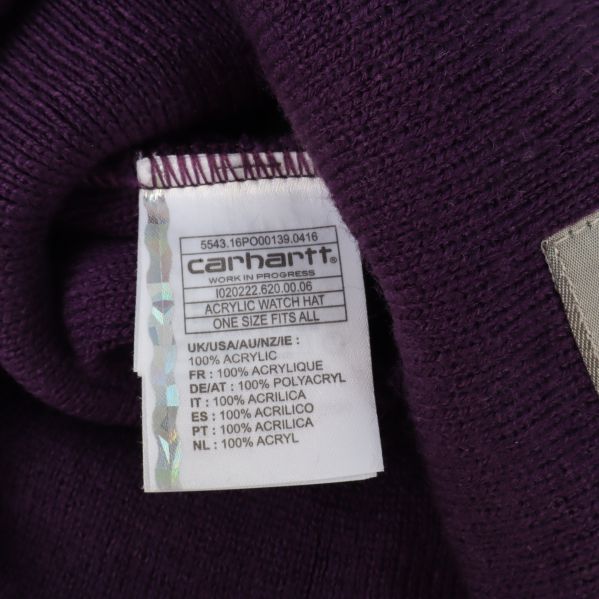 5543.16PO00139.0416
carhartt
WORK IN PROGRESS
I020222.620.00.06
ACRYLIC WATCH HAT
ONE SIZE FITS ALL
UK/USA/AU/NZ/IE :
100% ACRYLIC
FR : 100% ACRYLIQUE
DE/AT : 100% POLYACRYL
IT : 100% ACRILICA
ES : 100% ACRILICO
PT : 100% ACRILICA
NL : 100% ACRYL